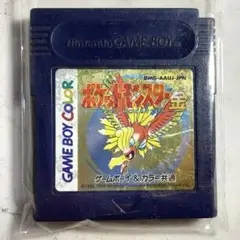 Nintendo GAME BOY
DMG-AAUJ-JPN
ポケットモンスター金
GAME BOY COLOR
ゲームボーイ&カラー共通